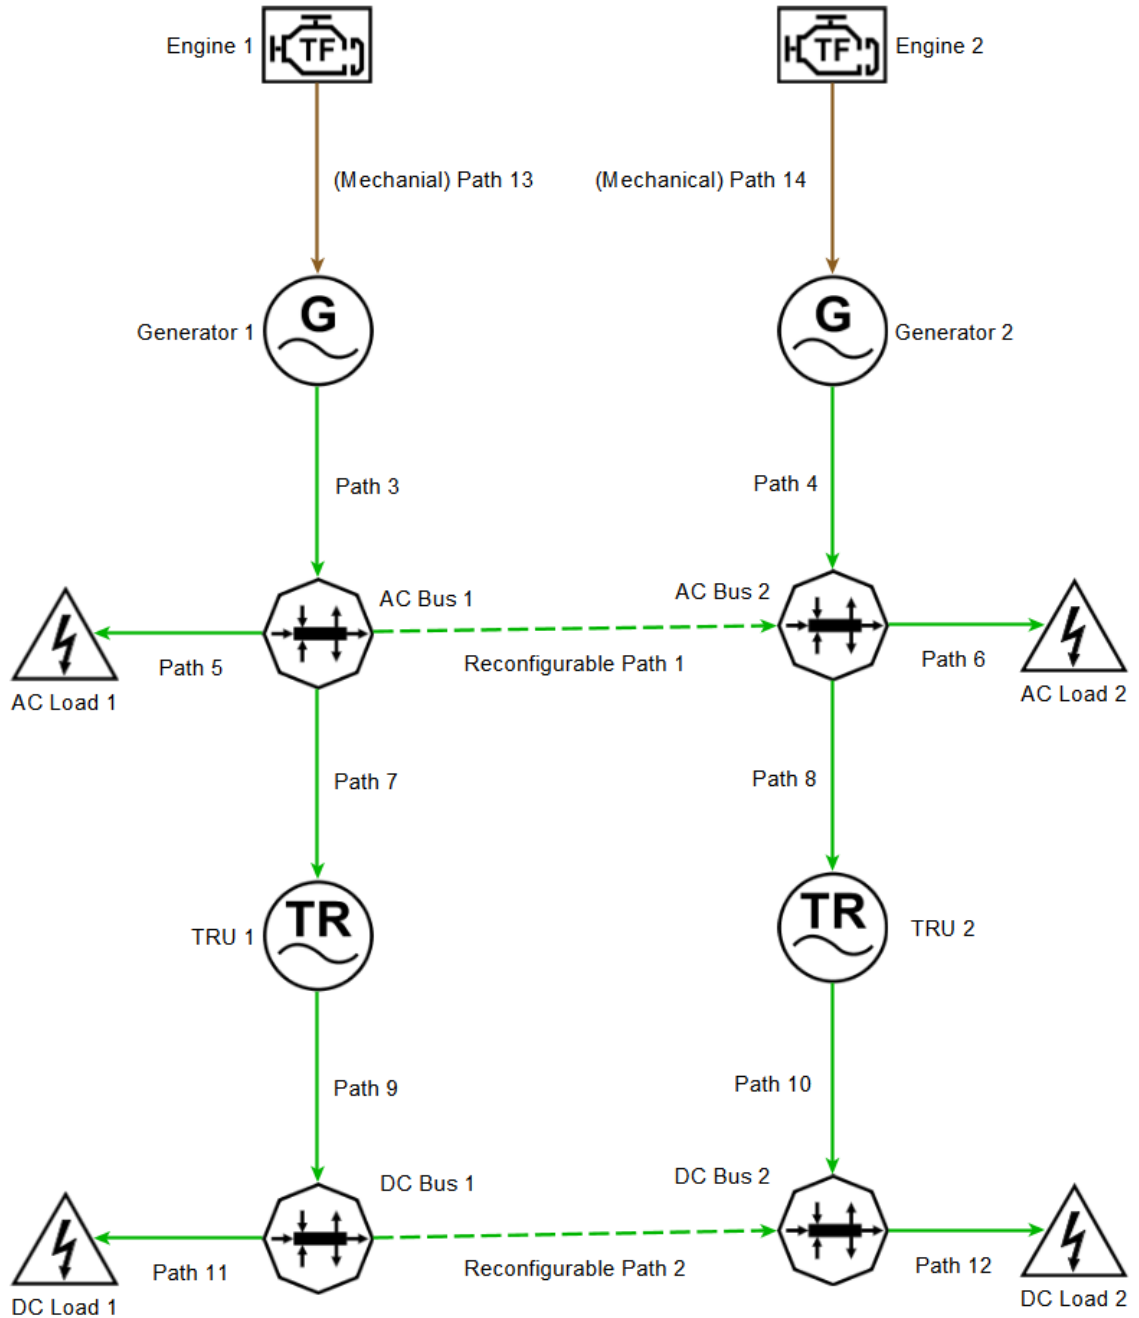 Engine 1
TF
TF
Engine 2
(Mechanial) Path 13
(Mechanical) Path 14
G
G
Generator 1
Generator 2
Path 3
Path 4
AC Bus 1
AC Bus 2
Path 5
Reconfigurable Path 1
Path 6
AC Load 1
AC Load 2
Path 7
Path 8
TR
TR
TRU 1
TRU 2
Path 9
Path 10
DC Bus 1
DC Bus 2
Path 11
Reconfigurable Path 2
Path 12
DC Load 1
DC Load 2